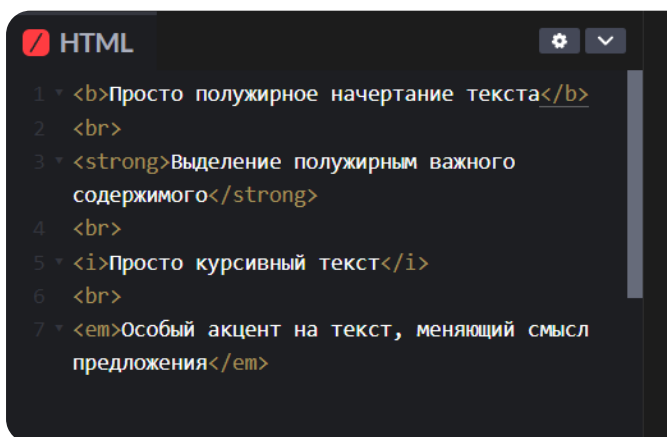 HTML
1 <b>Просто полужирное начертание текста</b>
2 <br>
3 <strong>Выделение полужирным важного
содержимого</strong>
4 <br>
5 <i>Просто курсивный текст</i>
6 <br>
7 <em>Особый акцент на текст, меняющий смысл
предложения</em>